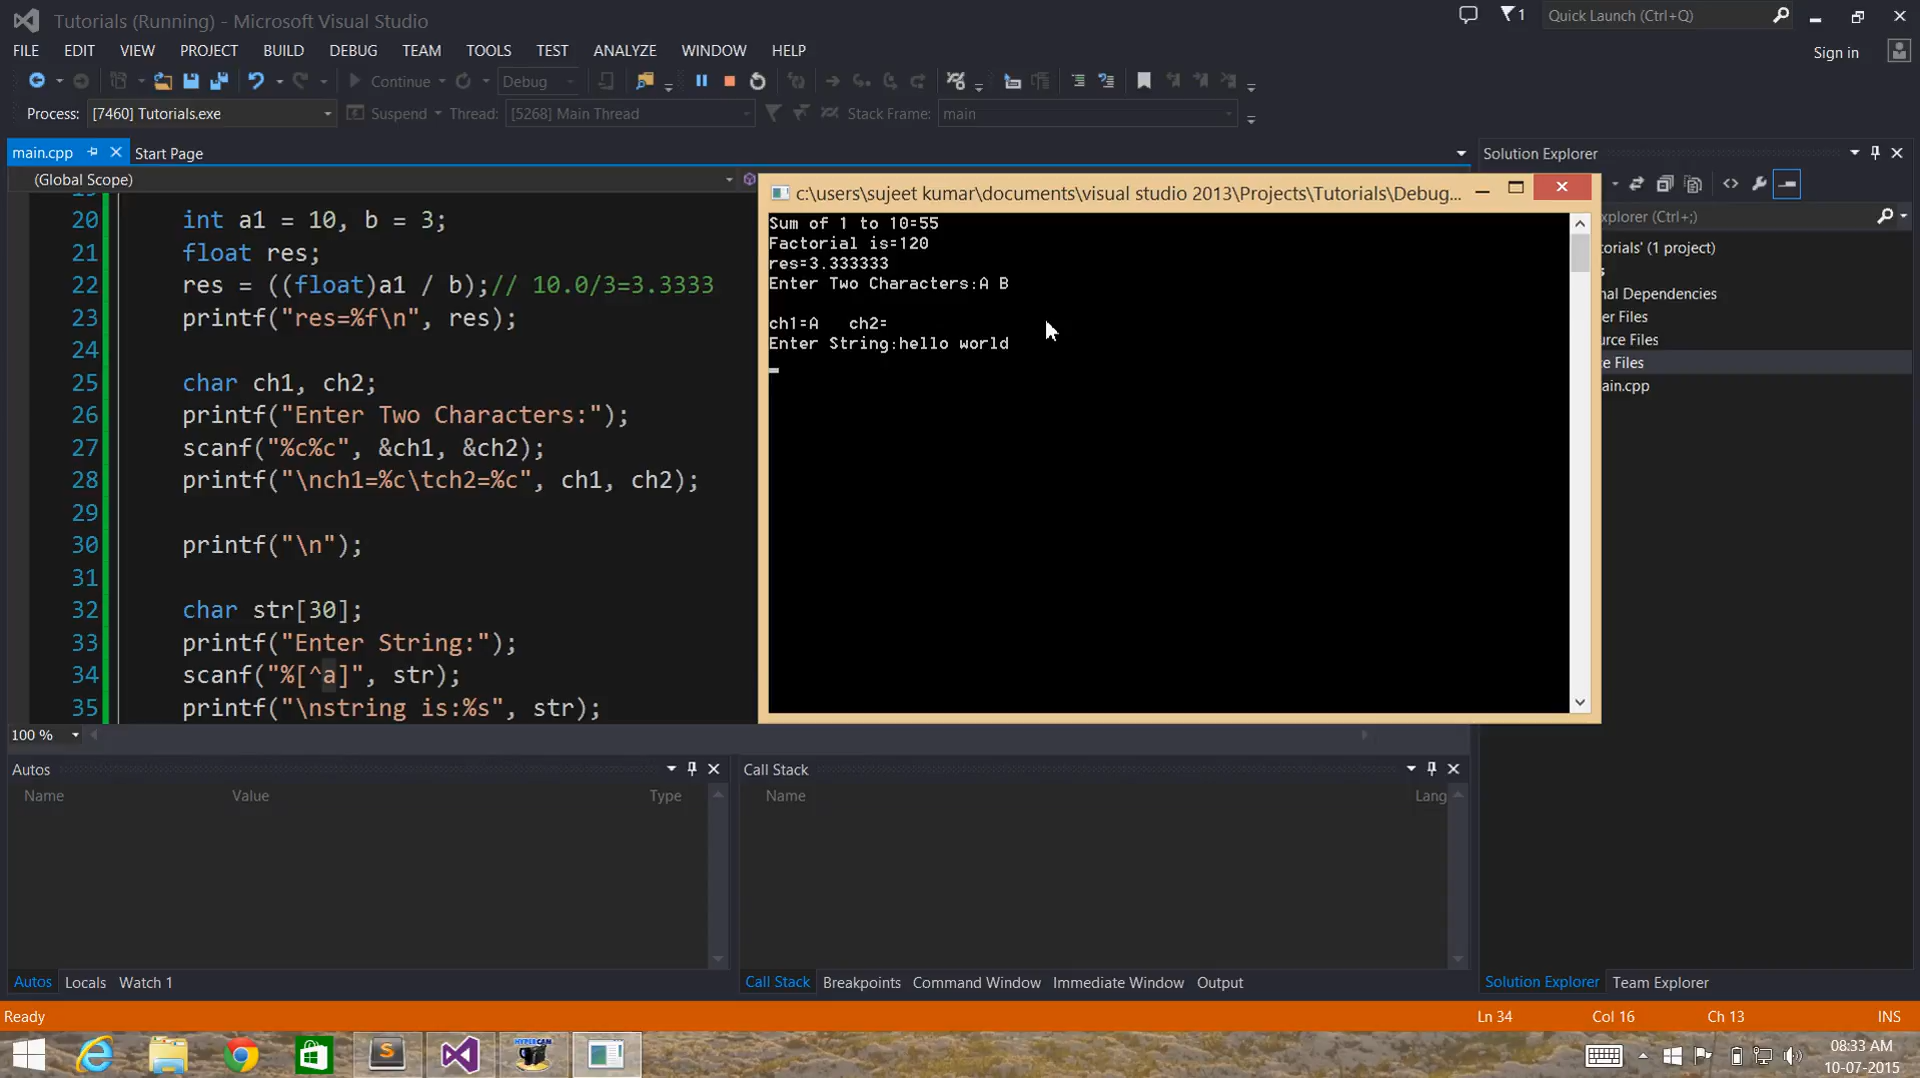 Tutorials (Running) - Microsoft Visual Studio
1
Quick Launch (Ctrl+Q)
FILE EDIT VIEW PROJECT BUILD DEBUG TEAM TOOLS TEST ANALYZE WINDOW HELP
Sign in
Continue
Debug
Process: [7460] Tutorials.exe
Suspend
Thread: [5268] Main Thread
Stack Frame: main
main.cpp
Start Page
Solution Explorer
(Global Scope)
20 int a1 = 10, b = 3;
21 float res;
22 res = ((float)a1 / b);// 10.0/3=3.3333
23 printf("res=%f\n", res);
24
25 char ch1, ch2;
26 printf("Enter Two Characters:");
27 scanf("%c%c", &ch1, &ch2);
28 printf("\nch1=%c\tch2=%c", ch1, ch2);
29
30 printf("\n");
31
32 char str[30];
33 printf("Enter String:");
34 scanf("%[^a]", str);
35 printf("\nstring is:%s", str);
c:\users\sujeet kumar\documents\visual studio 2013\Projects\Tutorials\Debug...
Sum of 1 to 10=55
Factorial is=120
res=3.333333
Enter Two Characters:A B
ch1=A ch2=
Enter String:hello world
xplorer (Ctrl+;)
torials' (1 project)
s
nal Dependencies
er Files
urce Files
ce Files
ain.cpp
100 %
Autos
Name Value Type
Call Stack
Name Lang
Autos Locals Watch 1
Call Stack Breakpoints Command Window Immediate Window Output
Solution Explorer Team Explorer
Ready
Ln 34 Col 16 Ch 13 INS
S
HYPERCAM
08:33 AM
10-07-2015